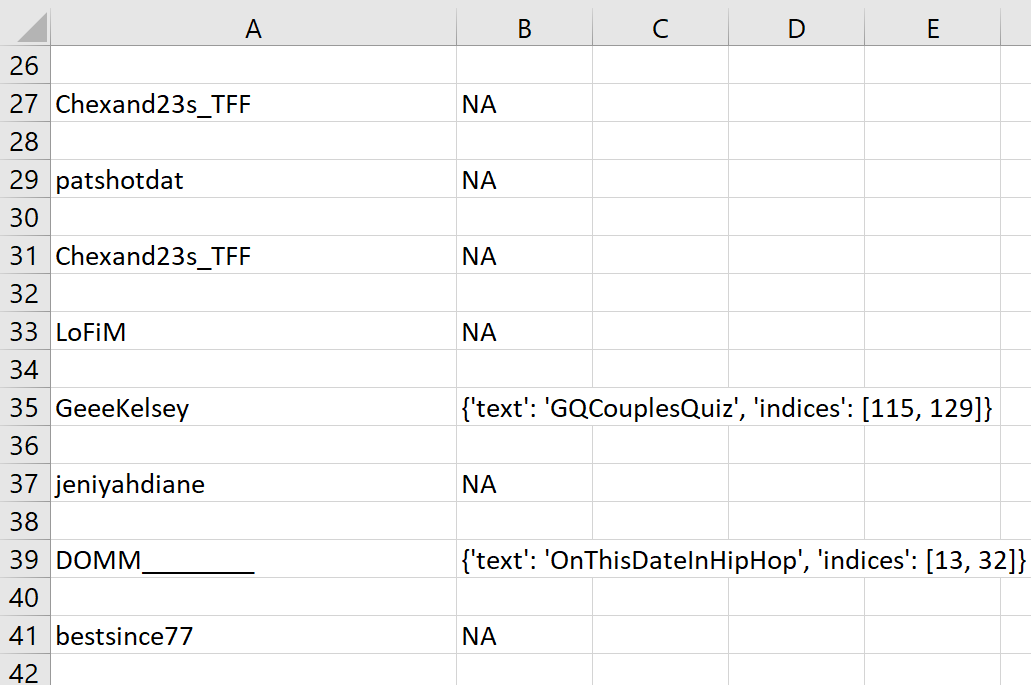 A B C D E
26
27 Chexand23s_TFF NA
28
29 patshotdat NA
30
31 Chexand23s_TFF NA
32
33 LoFiM NA
34
35 GeeeKelsey {'text': 'GQCouplesQuiz', 'indices': [115, 129]}
36
37 jeniyahdiane NA
38
39 DOMM________ {'text': 'OnThisDateInHipHop', 'indices': [13, 32]}
40
41 bestsince77 NA
42